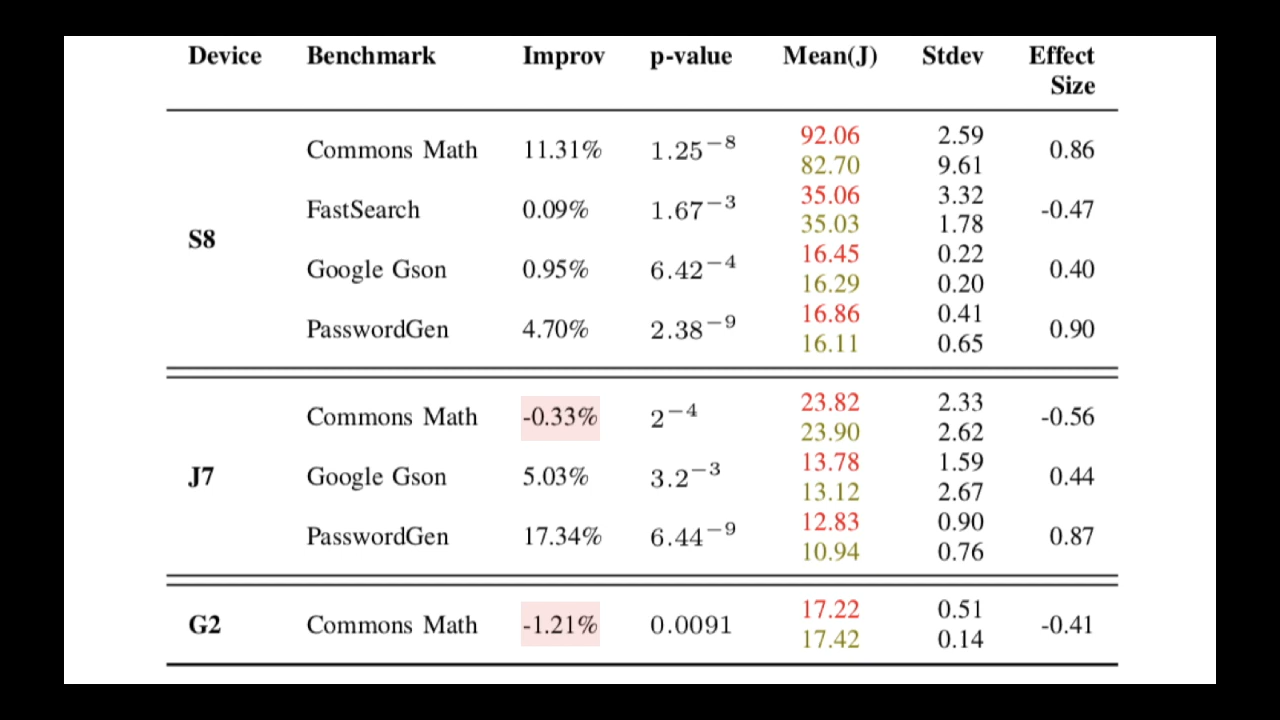 Device Benchmark Improv p-value Mean(J) Stdev Effect Size
S8
Commons Math 11.31% 1.25⁻⁸ 92.06 2.59 0.86
82.70 9.61
FastSearch 0.09% 1.67⁻³ 35.06 3.32 -0.47
35.03 1.78
Google Gson 0.95% 6.42⁻⁴ 16.45 0.22 0.40
16.29 0.20
PasswordGen 4.70% 2.38⁻⁹ 16.86 0.41 0.90
16.11 0.65
J7
Commons Math -0.33% 2⁻⁴ 23.82 2.33 -0.56
23.90 2.62
Google Gson 5.03% 3.2⁻³ 13.78 1.59 0.44
13.12 2.67
PasswordGen 17.34% 6.44⁻⁹ 12.83 0.90 0.87
10.94 0.76
G2
Commons Math -1.21% 0.0091 17.22 0.51 -0.41
17.42 0.14